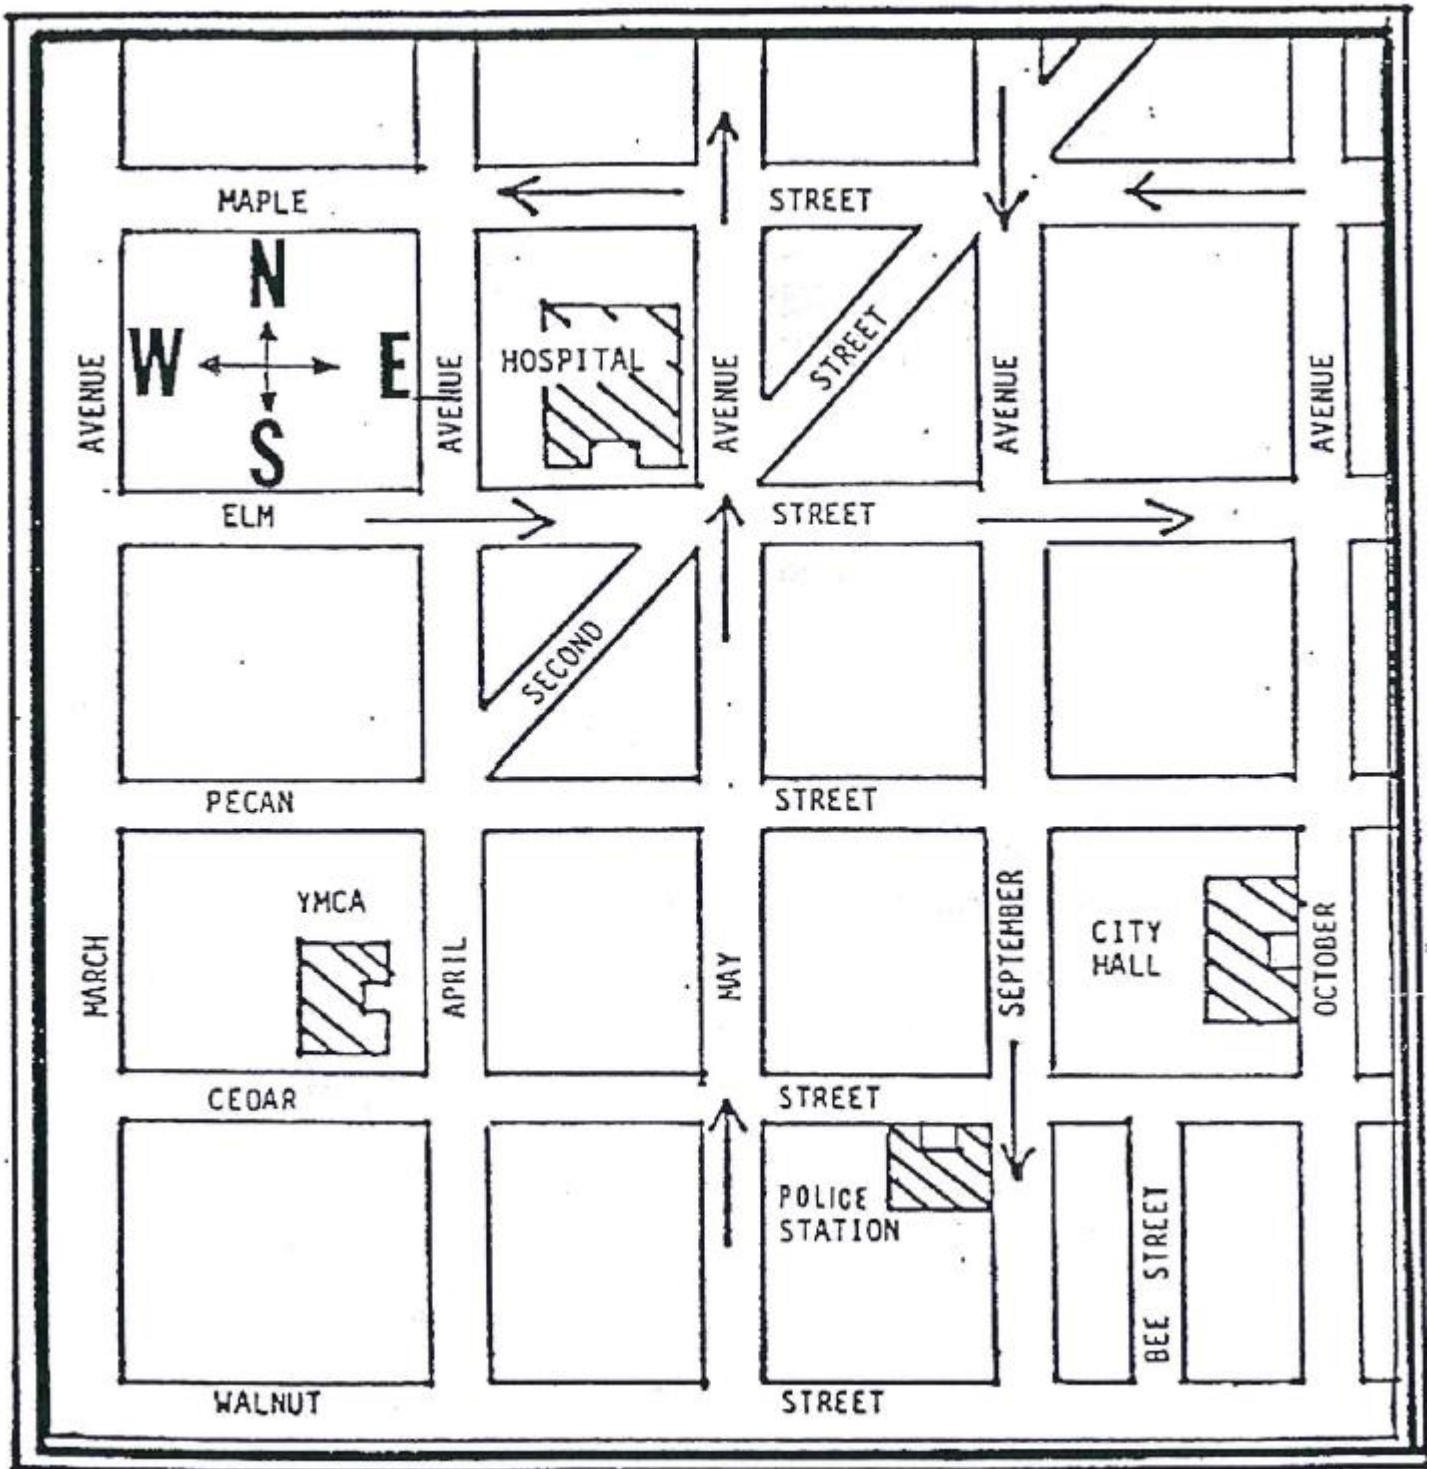 MAPLE STREET
N
W E
S
HOSPITAL
STREET
AVENUE AVENUE AVENUE AVENUE AVENUE
ELM STREET
SECOND
PECAN STREET
YMCA
CITY
HALL
MARCH APRIL MAY SEPTEMBER OCTOBER
CEDAR STREET
POLICE
STATION
BEE STREET
WALNUT STREET